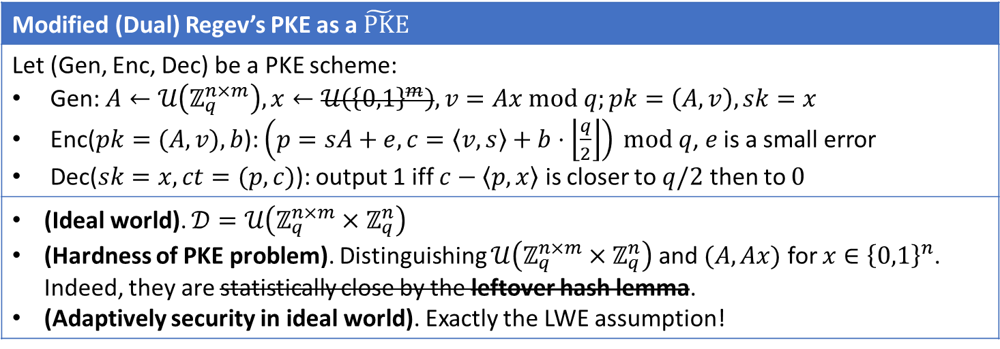 Modified (Dual) Regev's PKE as a $\widetilde{\mathrm{PKE}}$
Let (Gen, Enc, Dec) be a PKE scheme:
• Gen: $A \leftarrow \mathcal{U}(\mathbb{Z}_q^{n \times m}), x \leftarrow$ ~~$\mathcal{U}(\{0,1\}^m)$~~$, v = Ax \bmod q; pk = (A, v), sk = x$
• Enc($pk = (A, v), b$): $\left(p = sA + e, c = \langle v, s \rangle + b \cdot \left\lfloor \frac{q}{2} \right\rfloor\right) \bmod q$, $e$ is a small error
• Dec($sk = x, ct = (p, c)$): output 1 iff $c - \langle p, x \rangle$ is closer to $q/2$ then to $0$
• (Ideal world). $\mathcal{D} = \mathcal{U}(\mathbb{Z}_q^{n \times m} \times \mathbb{Z}_q^n)$
• (Hardness of PKE problem). Distinguishing $\mathcal{U}(\mathbb{Z}_q^{n \times m} \times \mathbb{Z}_q^n)$ and $(A, Ax)$ for $x \in \{0,1\}^n$.
Indeed, they are ~~statistically close by the leftover hash lemma~~.
• (Adaptively security in ideal world). Exactly the LWE assumption!